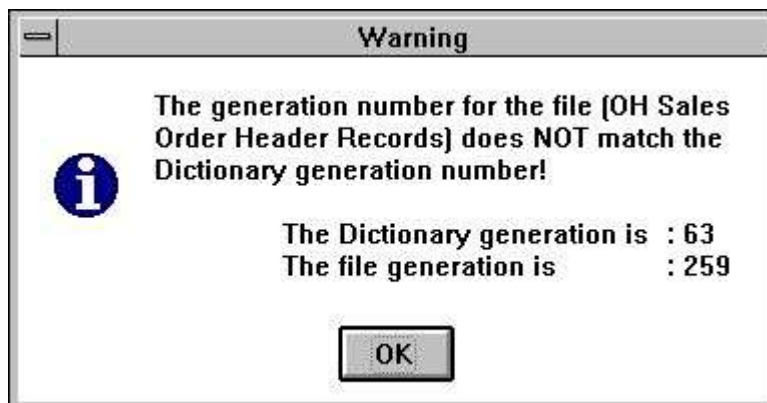 Warning
The generation number for the file (OH Sales
Order Header Records) does NOT match the
Dictionary generation number!
The Dictionary generation is : 63
The file generation is : 259
OK